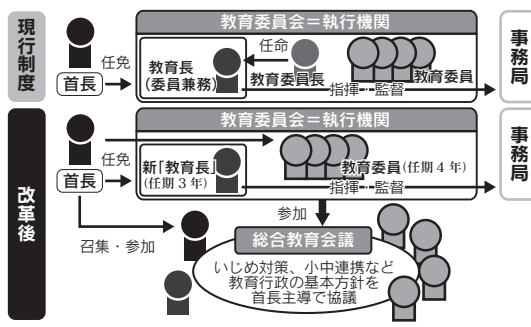 現行制度
教育委員会＝執行機関
事務局
任免
首長
教育長
(委員兼務)
任命
教育委員長
教育委員
指揮・監督
改革後
教育委員会＝執行機関
事務局
任免
首長
新「教育長」
(任期３年)
教育委員(任期４年)
指揮・監督
参加
召集・参加
総合教育会議
いじめ対策、小中連携など
教育行政の基本方針を
首長主導で協議